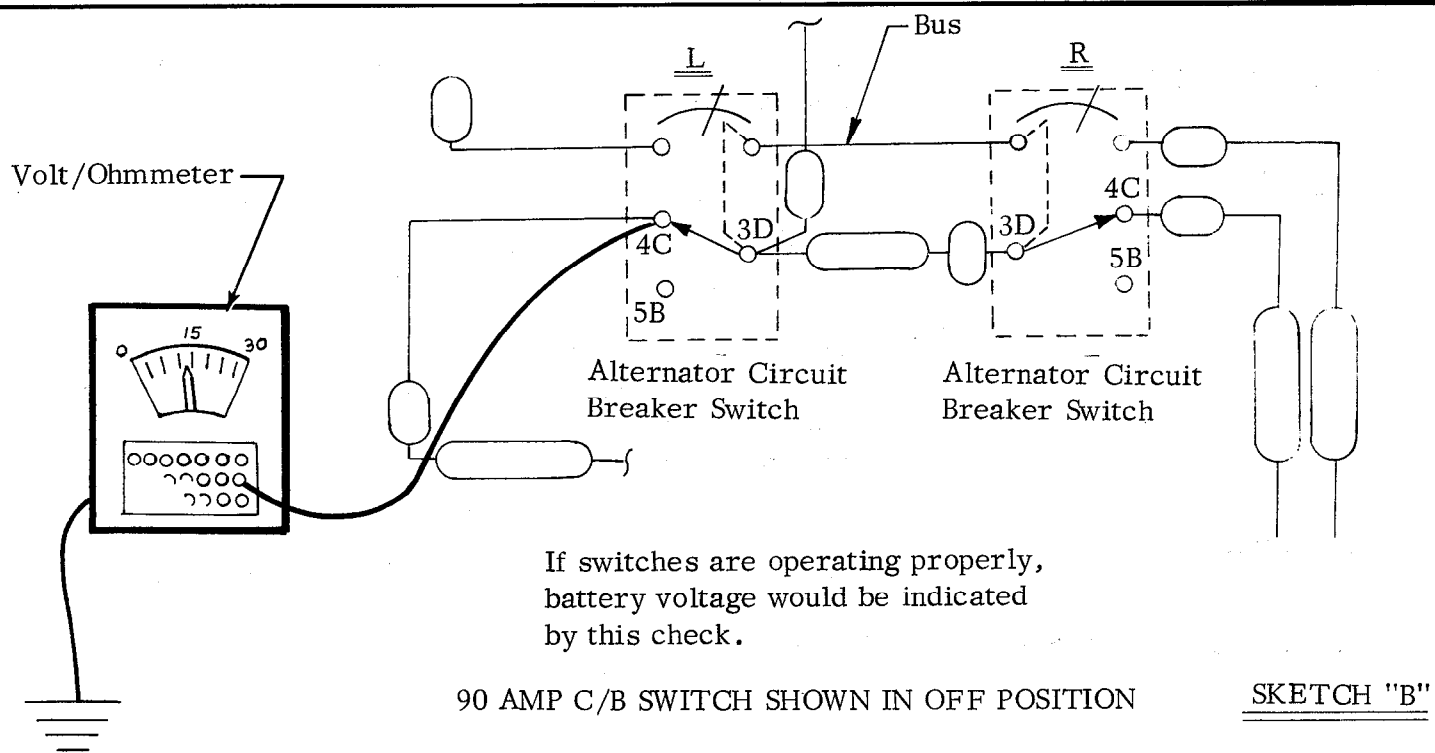 Bus
L
R
Volt/Ohmmeter
4C
3D
5B
3D
4C
5B
0
15
30
Alternator Circuit
Breaker Switch
Alternator Circuit
Breaker Switch
If switches are operating properly,
battery voltage would be indicated
by this check.
90 AMP C/B SWITCH SHOWN IN OFF POSITION
SKETCH "B"